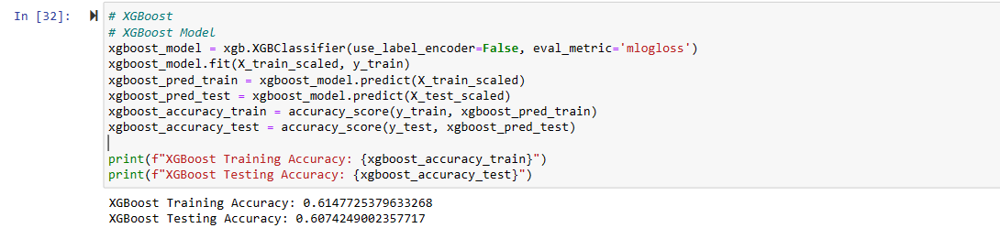 In [32]:
# XGBoost
# XGBoost Model
xgboost_model = xgb.XGBClassifier(use_label_encoder=False, eval_metric='mlogloss')
xgboost_model.fit(X_train_scaled, y_train)
xgboost_pred_train = xgboost_model.predict(X_train_scaled)
xgboost_pred_test = xgboost_model.predict(X_test_scaled)
xgboost_accuracy_train = accuracy_score(y_train, xgboost_pred_train)
xgboost_accuracy_test = accuracy_score(y_test, xgboost_pred_test)
print(f"XGBoost Training Accuracy: {xgboost_accuracy_train}")
print(f"XGBoost Testing Accuracy: {xgboost_accuracy_test}")
XGBoost Training Accuracy: 0.6147725379633268
XGBoost Testing Accuracy: 0.6074249002357717